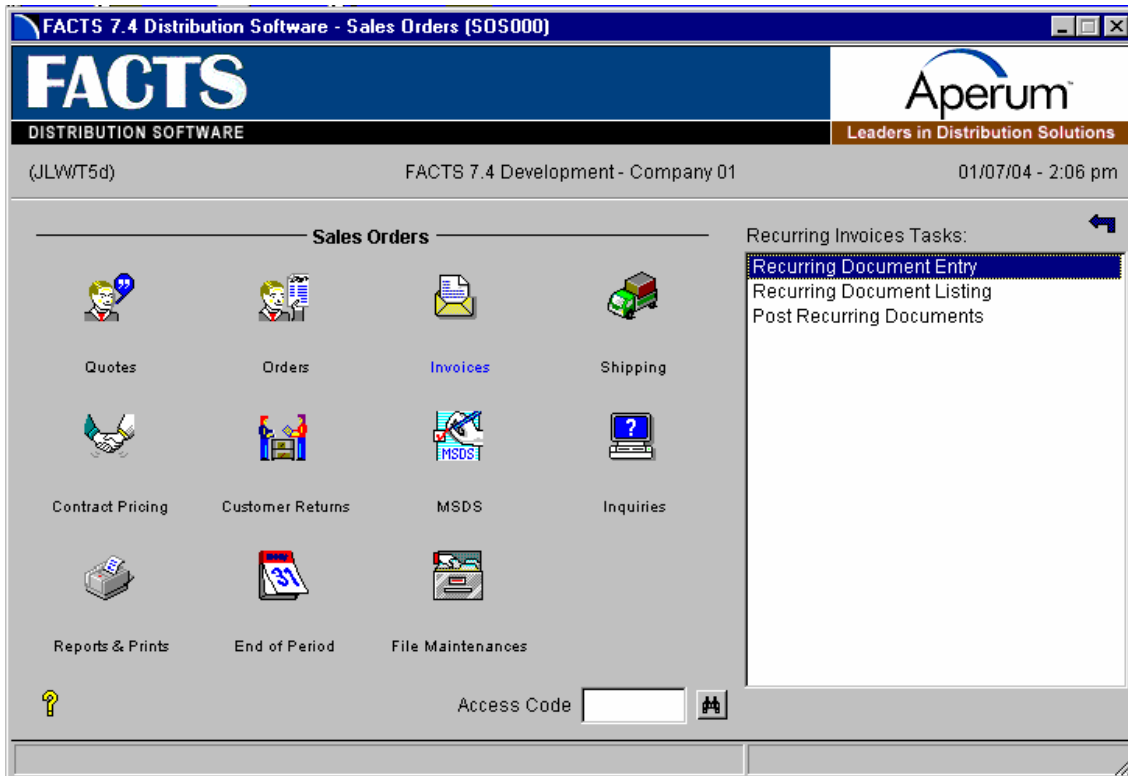 FACTS 7.4 Distribution Software - Sales Orders (SOS000)
FACTS
DISTRIBUTION SOFTWARE
Aperum™
Leaders in Distribution Solutions
(JLW/T5d) FACTS 7.4 Development - Company 01 01/07/04 - 2:06 pm
Sales Orders
Quotes Orders Invoices Shipping
MSDS
?
Contract Pricing Customer Returns MSDS Inquiries
31
Reports & Prints End of Period File Maintenances
?
Access Code
Recurring Invoices Tasks:
Recurring Document Entry
Recurring Document Listing
Post Recurring Documents